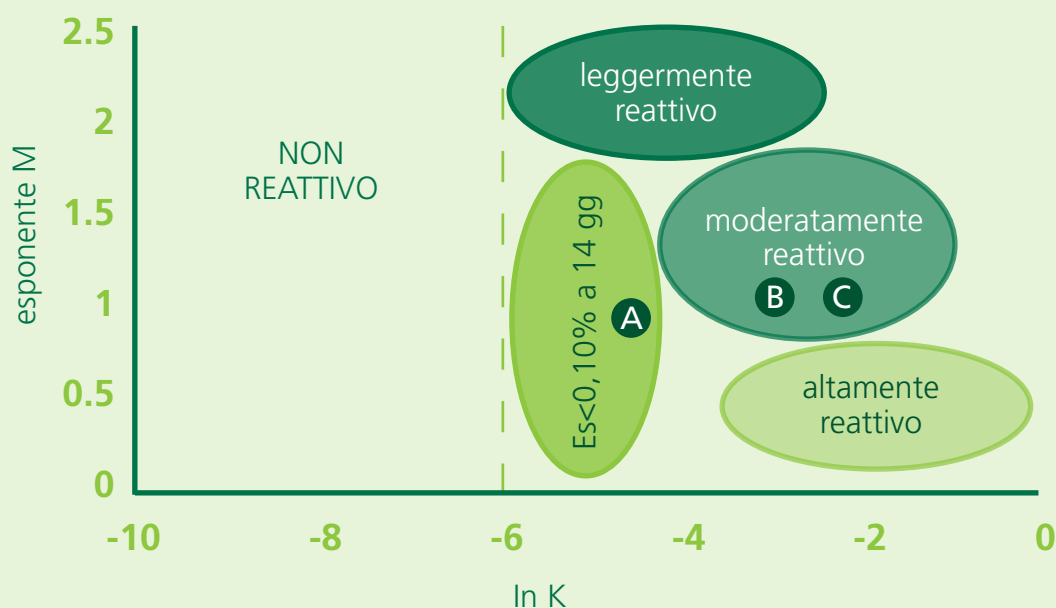 2.5
2
1.5
1
0.5
0
esponente M
NON
REATTIVO
leggermente
reattivo
Es<0,10% a 14 gg
A
moderatamente
reattivo
B
C
altamente
reattivo
-10
-8
-6
-4
-2
0
ln K